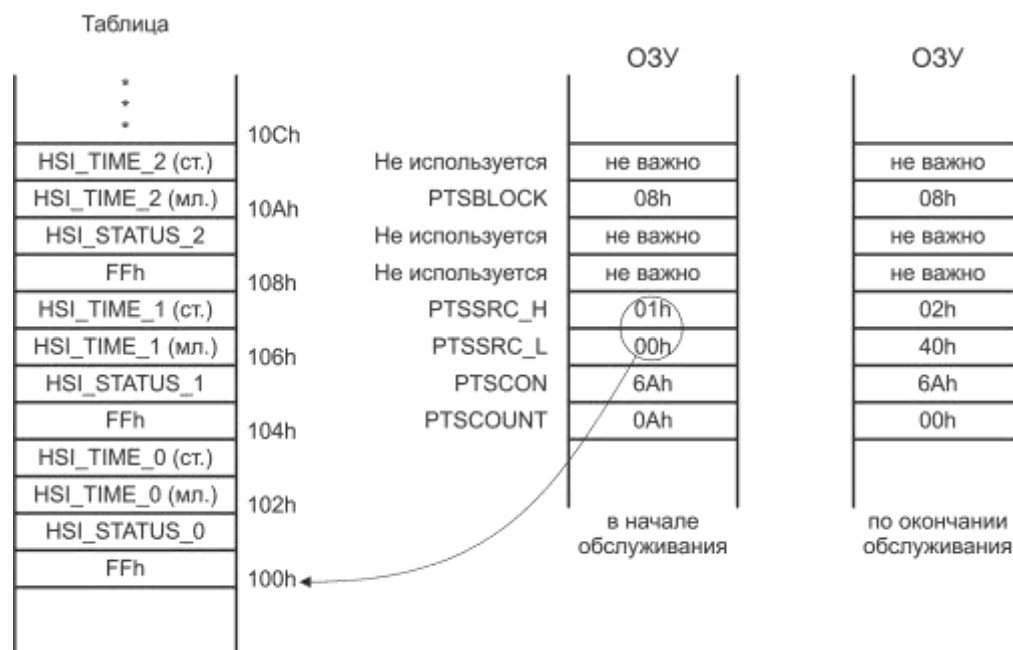 Таблица
ОЗУ
ОЗУ
*
*
*
10Ch
HSI_TIME_2 (ст.)
Не используется
не важно
не важно
HSI_TIME_2 (мл.)
10Ah
PTSBLOCK
08h
08h
HSI_STATUS_2
Не используется
не важно
не важно
FFh
108h
Не используется
не важно
не важно
HSI_TIME_1 (ст.)
PTSSRC_H
01h
02h
HSI_TIME_1 (мл.)
106h
PTSSRC_L
00h
40h
HSI_STATUS_1
PTSCON
6Ah
6Ah
FFh
104h
PTSCOUNT
0Ah
00h
HSI_TIME_0 (ст.)
HSI_TIME_0 (мл.)
102h
HSI_STATUS_0
FFh
100h
в начале
обслуживания
по окончании
обслуживания